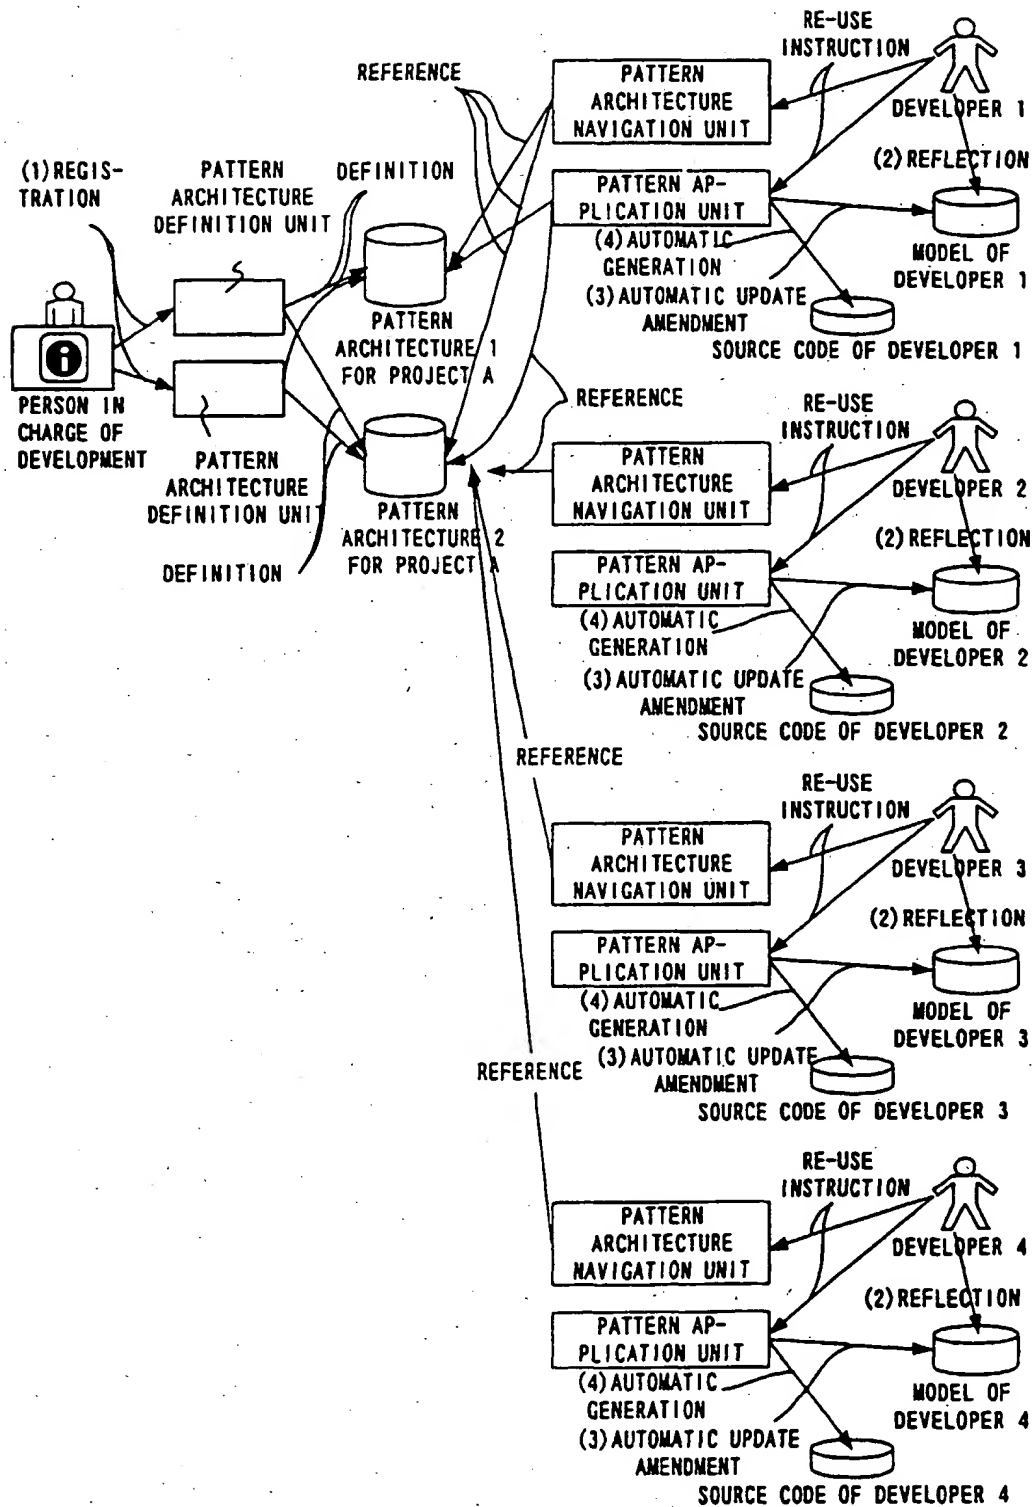 RE-USE
INSTRUCTION
REFERENCE
PATTERN
ARCHITECTURE
NAVIGATION UNIT
DEVELOPER 1
(1)REGIS-
TRATION
PATTERN
ARCHITECTURE
DEFINITION UNIT
DEFINITION
(2)REFLECTION
PATTERN AP-
PLICATION UNIT
(4)AUTOMATIC
GENERATION
(3)AUTOMATIC UPDATE
AMENDMENT
MODEL OF
DEVELOPER 1
SOURCE CODE OF DEVELOPER 1
i
PERSON IN
CHARGE OF
DEVELOPMENT
PATTERN
ARCHITECTURE 1
FOR PROJECT A
PATTERN
ARCHITECTURE
DEFINITION UNIT
DEFINITION
PATTERN
ARCHITECTURE 2
FOR PROJECT A
REFERENCE
RE-USE
INSTRUCTION
PATTERN
ARCHITECTURE
NAVIGATION UNIT
DEVELOPER 2
(2)REFLECTION
PATTERN AP-
PLICATION UNIT
(4)AUTOMATIC
GENERATION
(3)AUTOMATIC UPDATE
AMENDMENT
MODEL OF
DEVELOPER 2
SOURCE CODE OF DEVELOPER 2
REFERENCE
RE-USE
INSTRUCTION
PATTERN
ARCHITECTURE
NAVIGATION UNIT
DEVELOPER 3
(2)REFLECTION
PATTERN AP-
PLICATION UNIT
(4)AUTOMATIC
GENERATION
(3)AUTOMATIC UPDATE
AMENDMENT
MODEL OF
DEVELOPER 3
SOURCE CODE OF DEVELOPER 3
REFERENCE
RE-USE
INSTRUCTION
PATTERN
ARCHITECTURE
NAVIGATION UNIT
DEVELOPER 4
(2)REFLECTION
PATTERN AP-
PLICATION UNIT
(4)AUTOMATIC
GENERATION
(3)AUTOMATIC UPDATE
AMENDMENT
MODEL OF
DEVELOPER 4
SOURCE CODE OF DEVELOPER 4